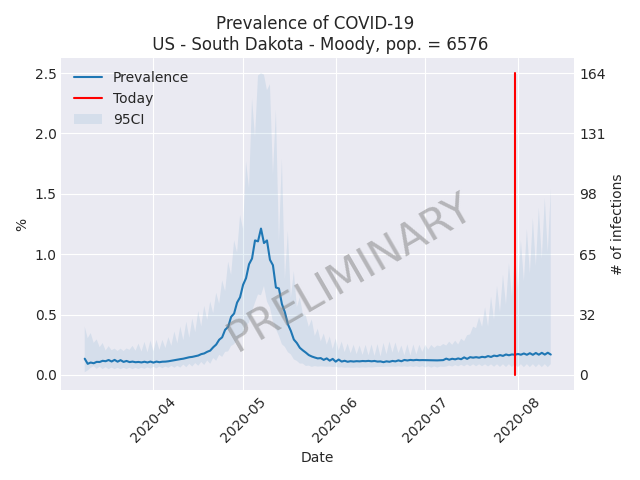 Prevalence of COVID-19
US - South Dakota - Moody, pop. = 6576
Prevalence
Today
95CI
2.5
2.0
1.5
1.0
0.5
0.0
%
164
131
98
65
32
0
# of infections
PRELIMINARY
2020-04
2020-05
2020-06
2020-07
2020-08
Date